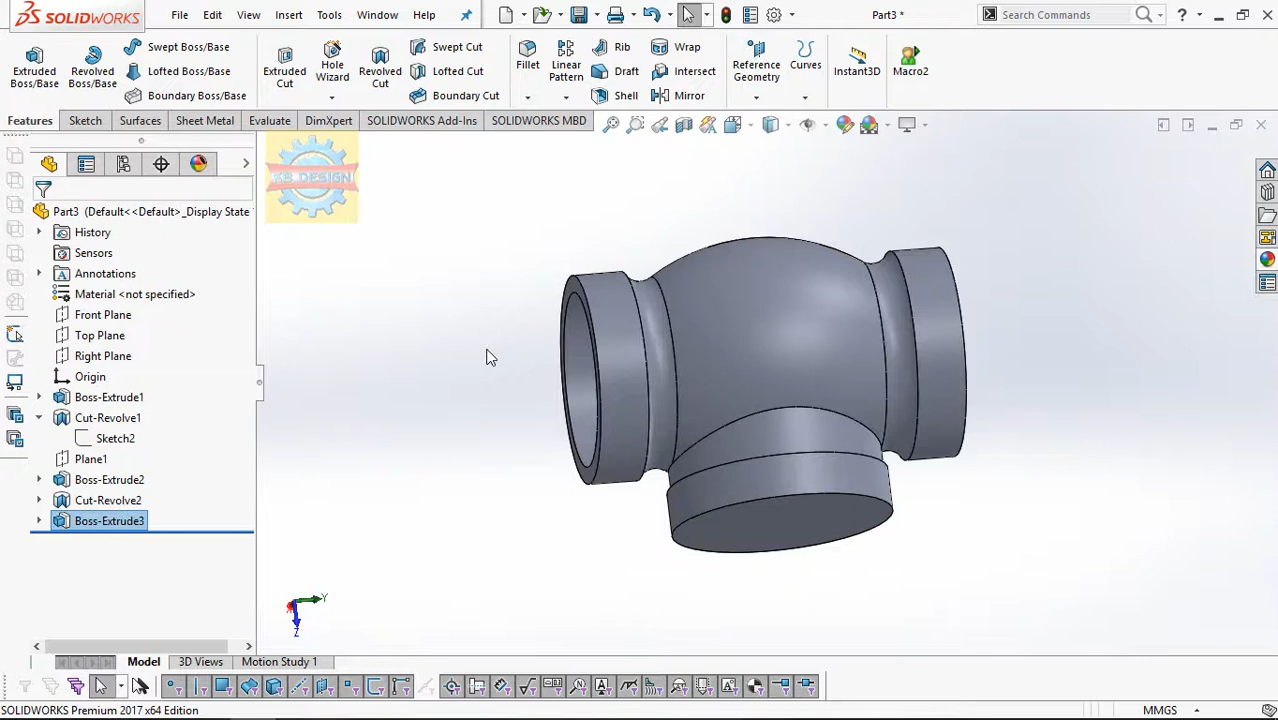 SOLIDWORKS
File Edit View Insert Tools Window Help
Part3 *
Search Commands
Extruded Boss/Base
Revolved Boss/Base
Swept Boss/Base
Lofted Boss/Base
Boundary Boss/Base
Extruded Cut
Hole Wizard
Revolved Cut
Swept Cut
Lofted Cut
Boundary Cut
Fillet
Linear Pattern
Rib
Draft
Shell
Wrap
Intersect
Mirror
Reference Geometry
Curves
Instant3D
Macro2
Features Sketch Surfaces Sheet Metal Evaluate DimXpert SOLIDWORKS Add-Ins SOLIDWORKS MBD
SB DESIGN
Part3 (Default<<Default>_Display State
History
Sensors
Annotations
Material <not specified>
Front Plane
Top Plane
Right Plane
Origin
Boss-Extrude1
Cut-Revolve1
Sketch2
Plane1
Boss-Extrude2
Cut-Revolve2
Boss-Extrude3
Y
Z
Model 3D Views Motion Study 1
SOLIDWORKS Premium 2017 x64 Edition
MMGS